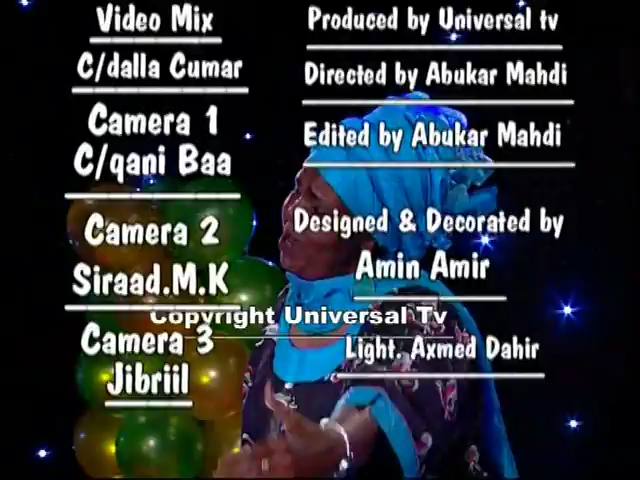 Video Mix
C/dalla Cumar
Camera 1
C/qani Baa
Camera 2
Siraad.M.K
Camera 3
Jibriil
Produced by Universal tv
Directed by Abukar Mahdi
Edited by Abukar Mahdi
Designed & Decorated by
Amin Amir
Copyright Universal Tv
Light. Axmed Dahir